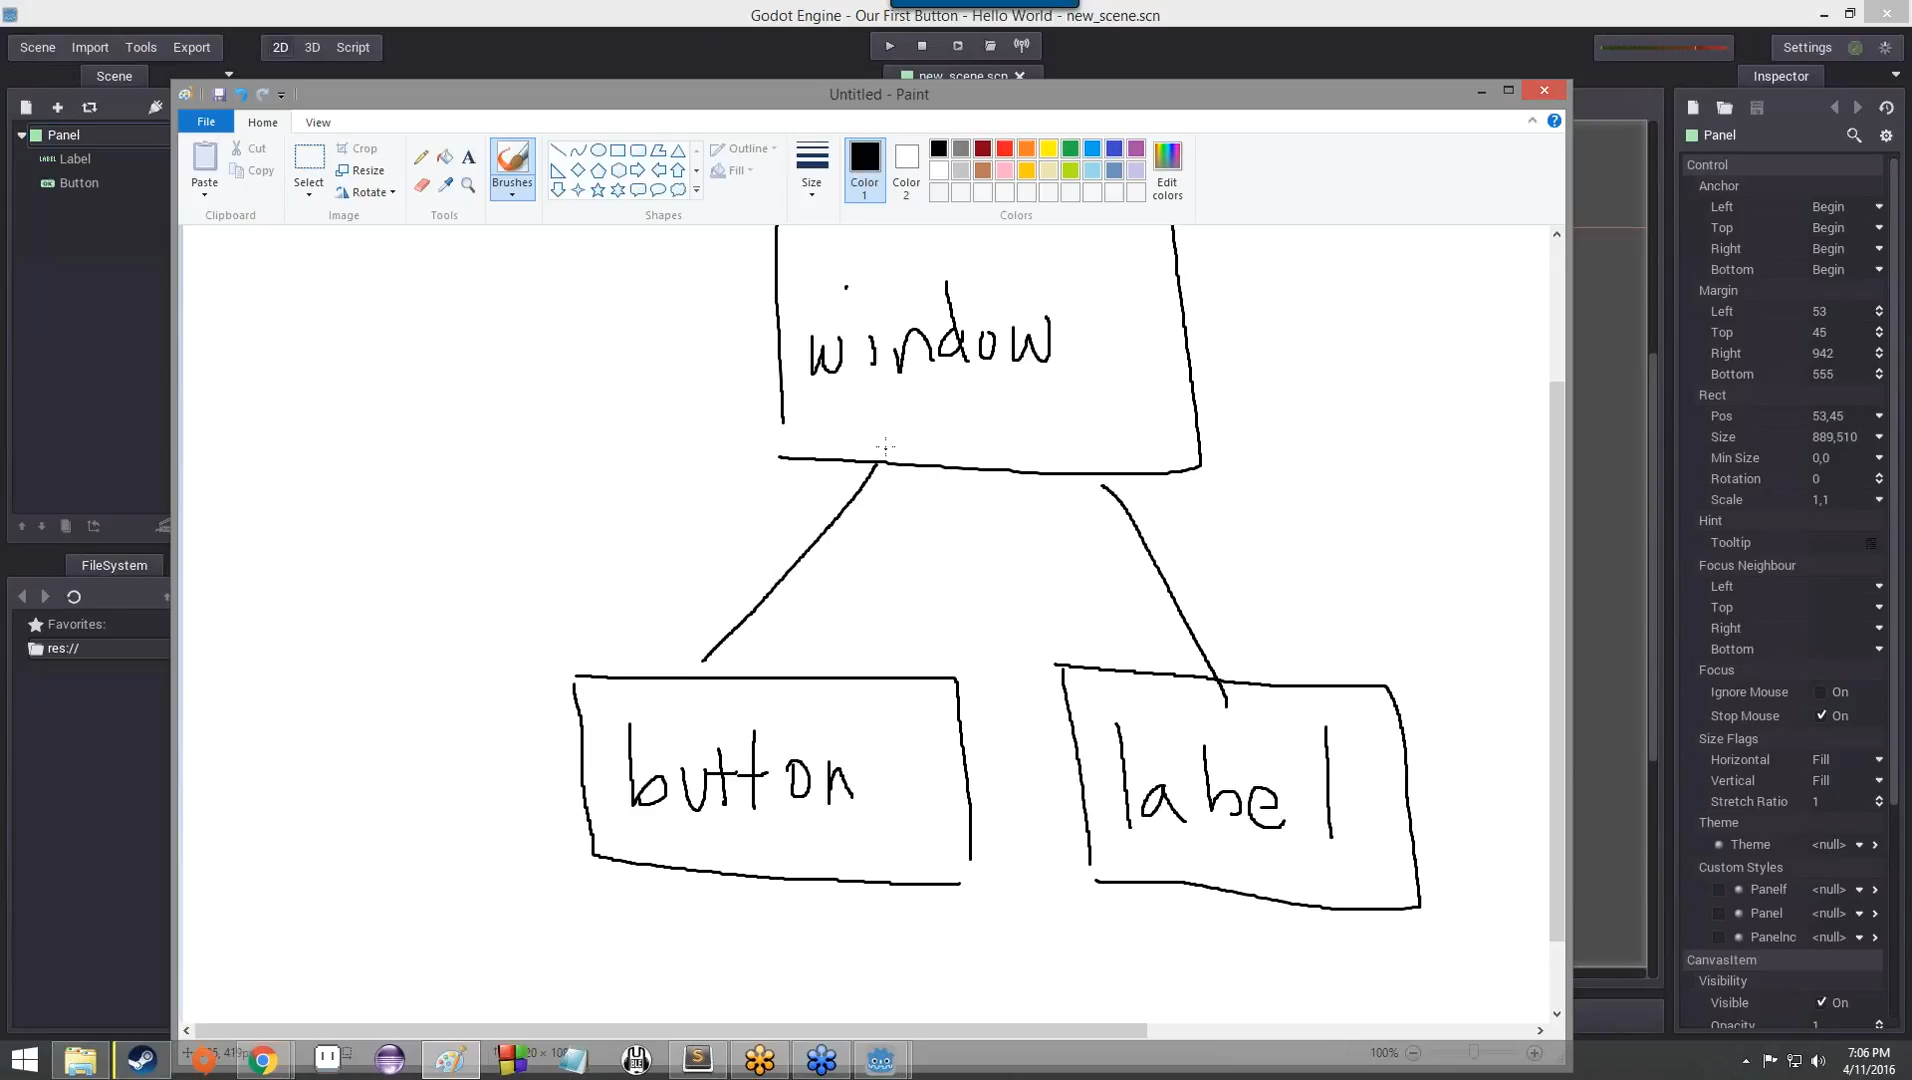 Godot Engine - Our First Button - Hello World - new_scene.scn
Scene Import Tools Export 2D 3D Script Settings
Scene new_scene.scn Inspector
Untitled - Paint
File Home View
Panel
Label
Button
Paste Cut Copy
Clipboard
Select Crop Resize Rotate
Image
Tools
Brushes
Shapes
Outline
Fill
Size
Color 1
Color 2
Edit colors
Colors
window
button
label
FileSystem
Favorites:
res://
Panel
Control
Anchor
Left Begin
Top Begin
Right Begin
Bottom Begin
Margin
Left 53
Top 45
Right 942
Bottom 555
Rect
Pos 53,45
Size 889,510
Min Size 0,0
Rotation 0
Scale 1,1
Hint
Tooltip
Focus Neighbour
Left
Top
Right
Bottom
Focus
Ignore Mouse On
Stop Mouse On
Size Flags
Horizontal Fill
Vertical Fill
Stretch Ratio 1
Theme
Theme <null>
Custom Styles
Panelf <null>
Panel <null>
Panelnc <null>
CanvasItem
Visibility
Visible On
Opacity 1
100%
7:06 PM
4/11/2016